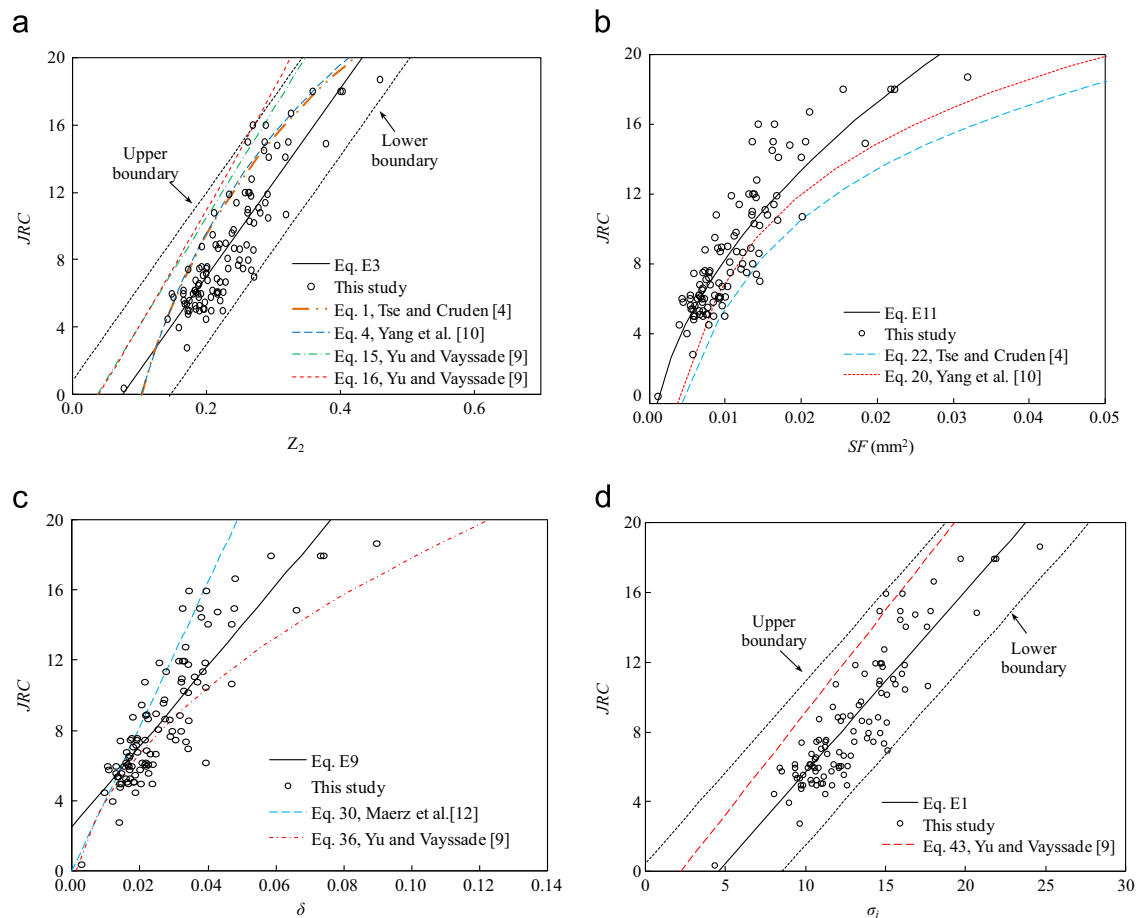 a
20
16
12
8
4
0
JRC
0.0
0.2
0.4
0.6
Z2
Upper
boundary
Lower
boundary
Eq. E3
This study
Eq. 1, Tse and Cruden [4]
Eq. 4, Yang et al. [10]
Eq. 15, Yu and Vayssade [9]
Eq. 16, Yu and Vayssade [9]
b
20
16
12
8
4
0
JRC
0.00
0.01
0.02
0.02
0.03
0.05
SF (mm2)
Eq. E11
This study
Eq. 22, Tse and Cruden [4]
Eq. 20, Yang et al. [10]
c
20
16
12
8
4
0
JRC
0.00
0.02
0.04
0.06
0.08
0.10
0.12
0.14
δ
Eq. E9
This study
Eq. 30, Maerz et al.[12]
Eq. 36, Yu and Vayssade [9]
d
20
16
12
8
4
0
JRC
0
5
10
15
20
25
30
σi
Upper
boundary
Lower
boundary
Eq. E1
This study
Eq. 43, Yu and Vayssade [9]